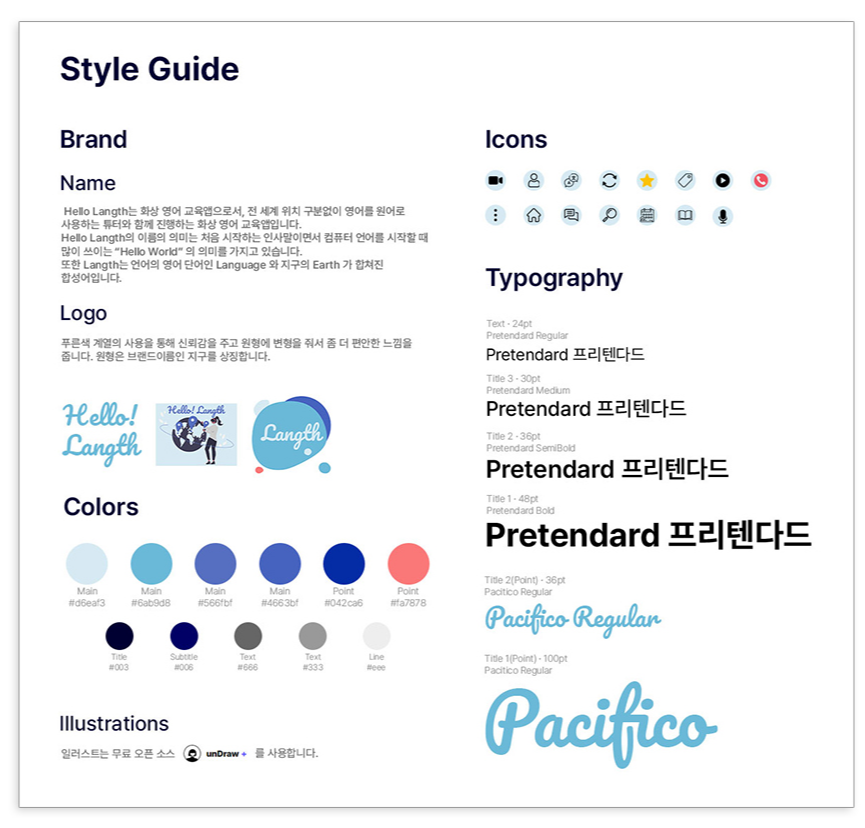 Style Guide
Brand
Name
Hello Langth는 화상 영어 교육앱으로서, 전 세계 위치 구분없이 영어를 원어로
사용하는 튜터와 함께 진행하는 화상 영어 교육앱입니다.
Hello Langth의 이름의 의미는 처음 시작하는 인사말이면서 컴퓨터 언어를 시작할 때
많이 쓰이는 “Hello World” 의 의미를 가지고 있습니다.
또한 Langth는 언어의 영어 단어인 Language 와 지구의 Earth 가 합쳐진
합성어입니다.
Logo
푸른색 계열의 사용을 통해 신뢰감을 주고 원형에 변형을 줘서 좀 더 편안한 느낌을
줍니다. 원형은 브랜드이름인 지구를 상징합니다.
Hello!
Langth
Hello! Langth
Langth
Colors
Main
#d6eaf3
Main
#6ab9d8
Main
#566fbf
Main
#4663bf
Point
#042ca6
Point
#fa7878
Title
#003
Subtitle
#006
Text
#666
Text
#333
Line
#eee
Illustrations
일러스트는 무료 오픈 소스 unDraw + 를 사용합니다.
Icons
Typography
Text - 24pt
Pretendard Regular
Pretendard 프리텐다드
Title 3 - 30pt
Pretendard Medium
Pretendard 프리텐다드
Title 2 - 36pt
Pretendard SemiBold
Pretendard 프리텐다드
Title 1 - 48pt
Pretendard Bold
Pretendard 프리텐다드
Title 2(Point) - 36pt
Pacitico Regular
Pacifico Regular
Title 1(Point) - 100pt
Pacitico Regular
Pacifico